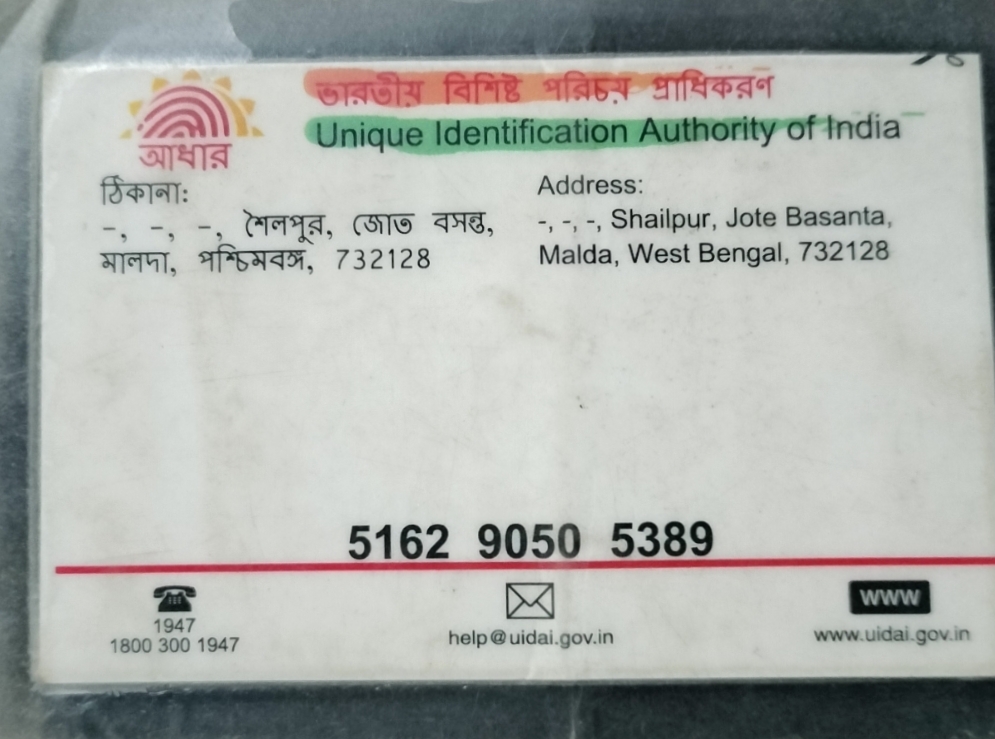 ভারতীয় বিশিষ্ট পরিচয় প্রাধিকরণ
Unique Identification Authority of India
আধার
ঠিকানা:
-, -, -, শৈলপুর, জোত বসন্ত,
মালদা, পশ্চিমবঙ্গ, 732128
Address:
-, -, -, Shailpur, Jote Basanta,
Malda, West Bengal, 732128
5162 9050 5389
1947
1800 300 1947
help@uidai.gov.in
www
www.uidai.gov.in